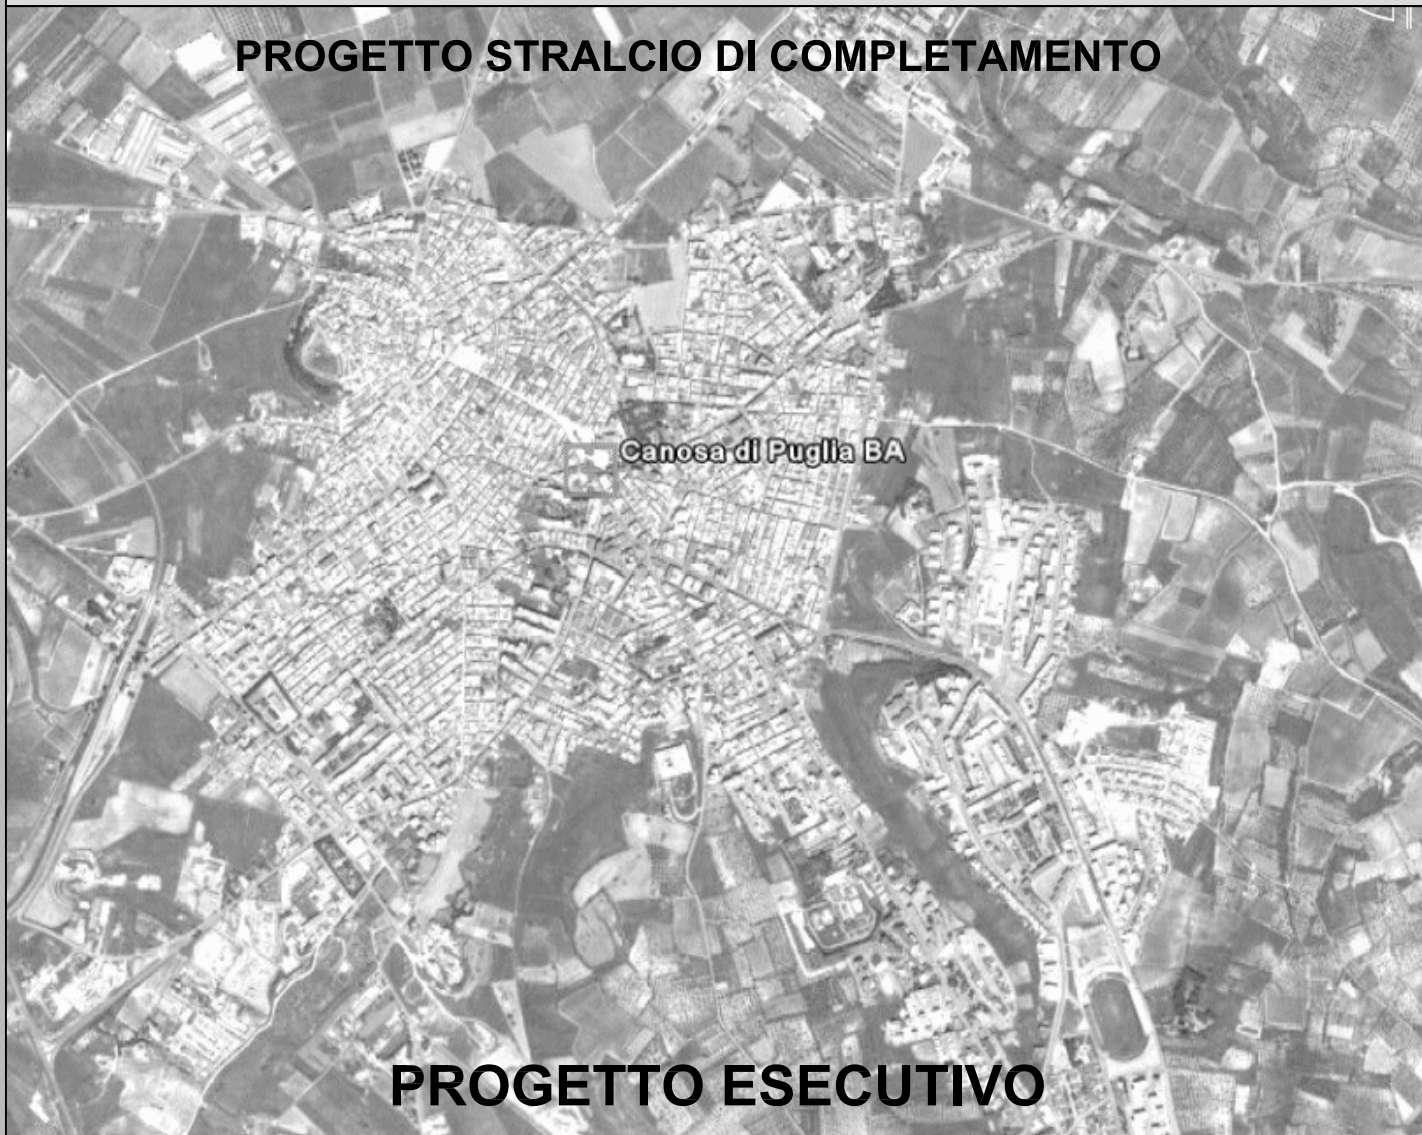 PROGETTO STRALCIO DI COMPLETAMENTO
Canosa di Puglia BA
PROGETTO ESECUTIVO